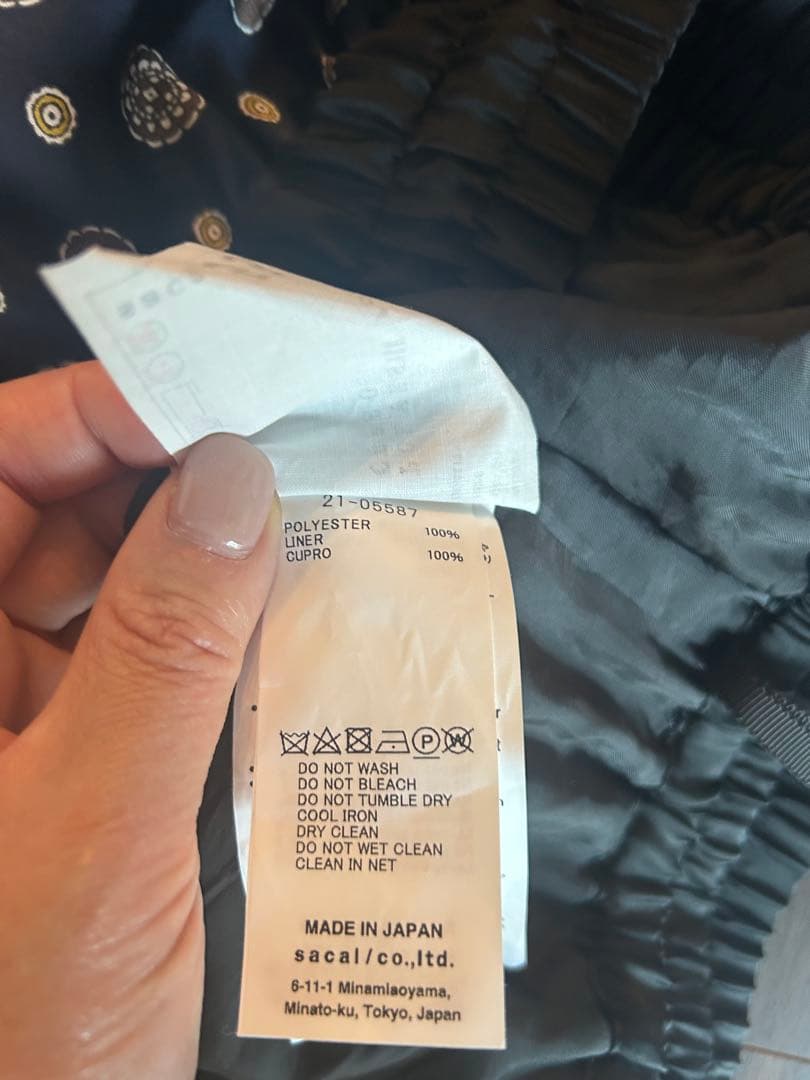 21-05587
POLYESTER 100%
LINER
CUPRO 100%
P W
DO NOT WASH
DO NOT BLEACH
DO NOT TUMBLE DRY
COOL IRON
DRY CLEAN
DO NOT WET CLEAN
CLEAN IN NET
MADE IN JAPAN
sacai/co.,ltd.
6-11-1 Minamiaoyama,
Minato-ku, Tokyo, Japan